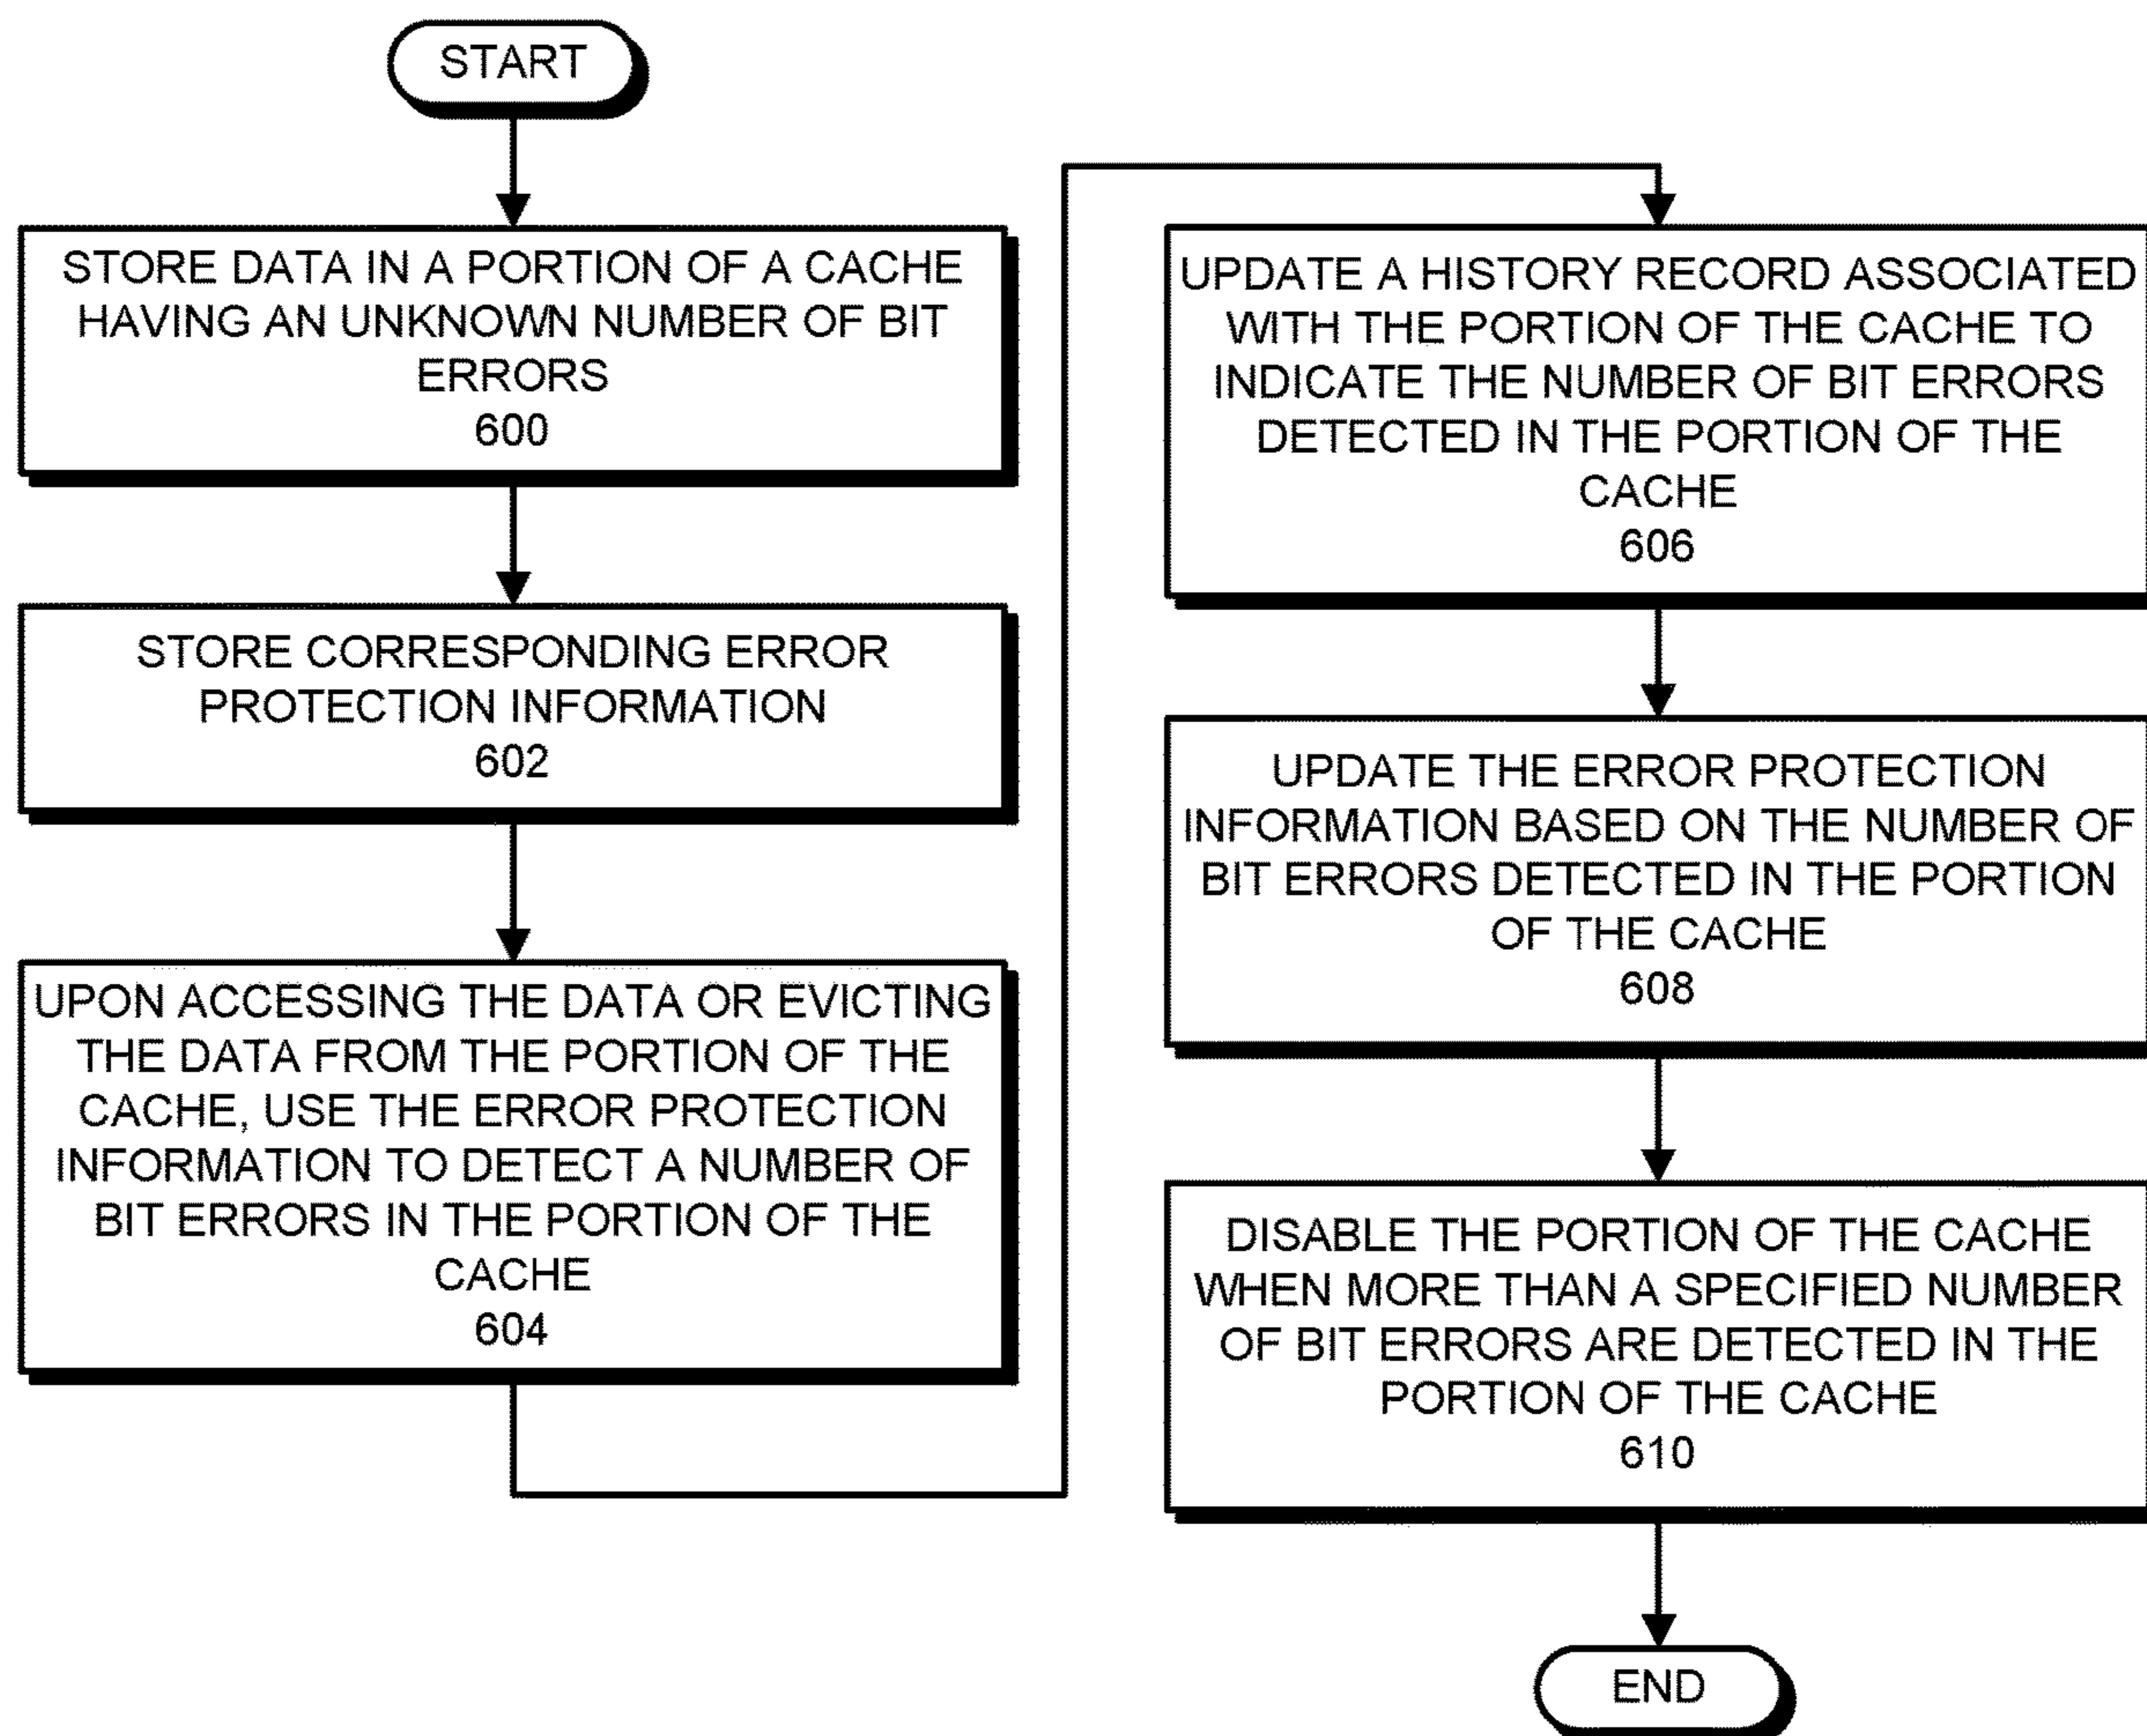 START
STORE DATA IN A PORTION OF A CACHE
HAVING AN UNKNOWN NUMBER OF BIT
ERRORS
600
STORE CORRESPONDING ERROR
PROTECTION INFORMATION
602
UPON ACCESSING THE DATA OR EVICTING
THE DATA FROM THE PORTION OF THE
CACHE, USE THE ERROR PROTECTION
INFORMATION TO DETECT A NUMBER OF
BIT ERRORS IN THE PORTION OF THE
CACHE
604
UPDATE A HISTORY RECORD ASSOCIATED
WITH THE PORTION OF THE CACHE TO
INDICATE THE NUMBER OF BIT ERRORS
DETECTED IN THE PORTION OF THE
CACHE
606
UPDATE THE ERROR PROTECTION
INFORMATION BASED ON THE NUMBER OF
BIT ERRORS DETECTED IN THE PORTION
OF THE CACHE
608
DISABLE THE PORTION OF THE CACHE
WHEN MORE THAN A SPECIFIED NUMBER
OF BIT ERRORS ARE DETECTED IN THE
PORTION OF THE CACHE
610
END